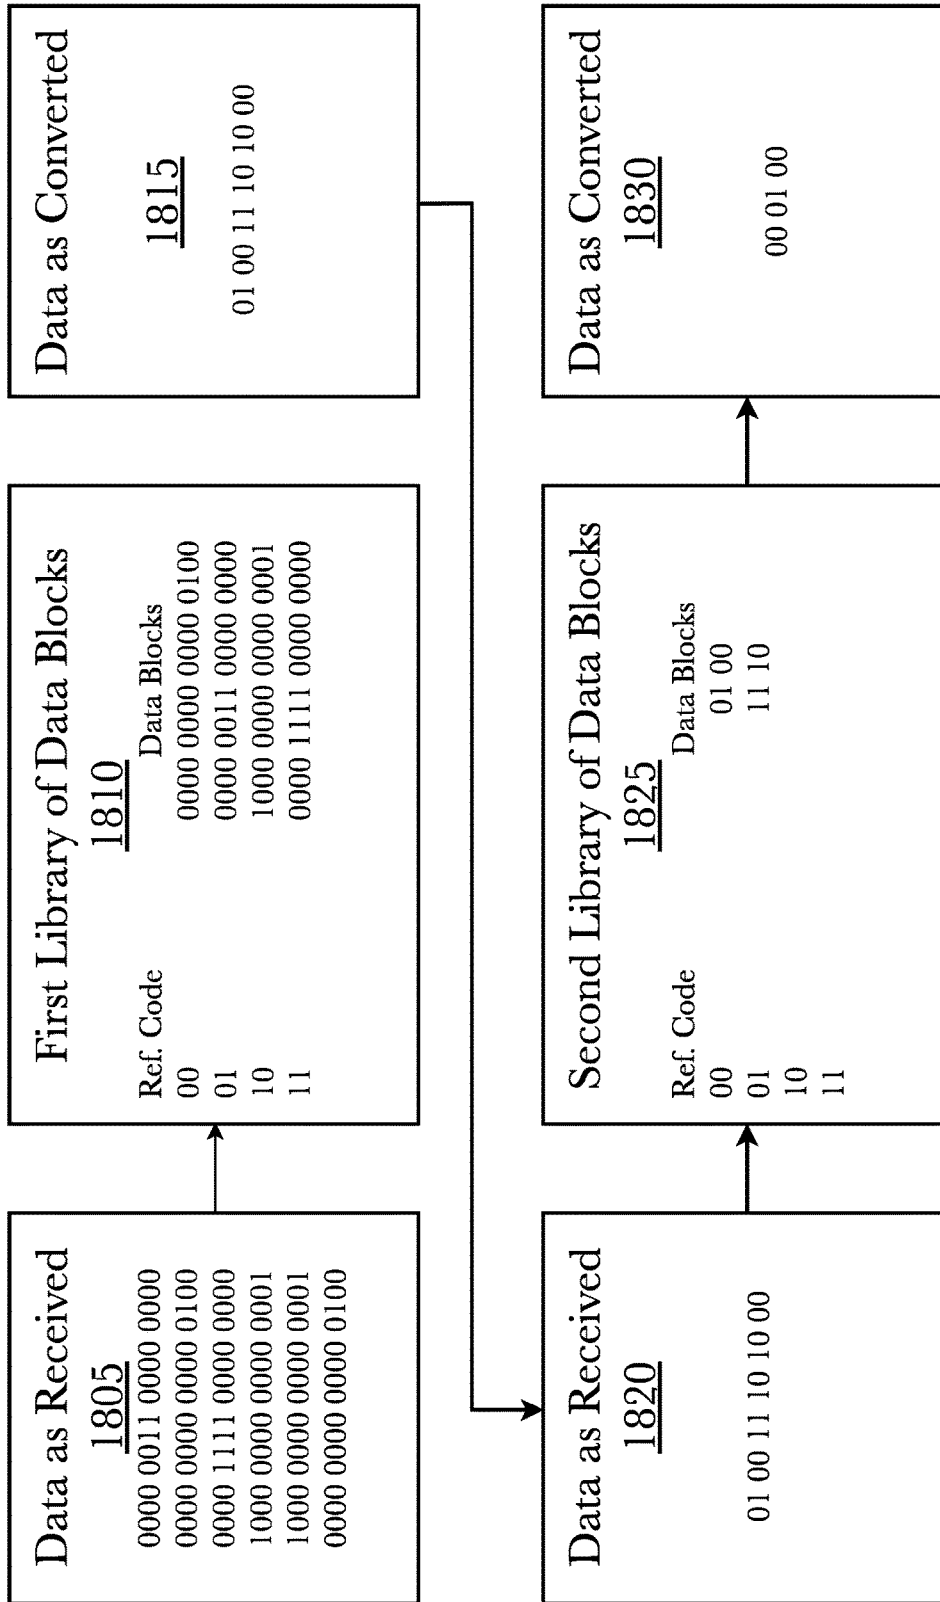 Data as Received
1805
0000 0011 0000 0000
0000 0000 0000 0100
0000 1111 0000 0000
1000 0000 0000 0001
1000 0000 0000 0001
0000 0000 0000 0100
First Library of Data Blocks
1810
Ref. Code Data Blocks
00 0000 0000 0000 0100
01 0000 0011 0000 0000
10 1000 0000 0000 0001
11 0000 1111 0000 0000
Data as Converted
1815
01 00 11 10 10 00
Data as Received
1820
01 00 11 10 10 00
Second Library of Data Blocks
1825
Ref. Code Data Blocks
00 01 00
01 11 10
10
11
Data as Converted
1830
00 01 00